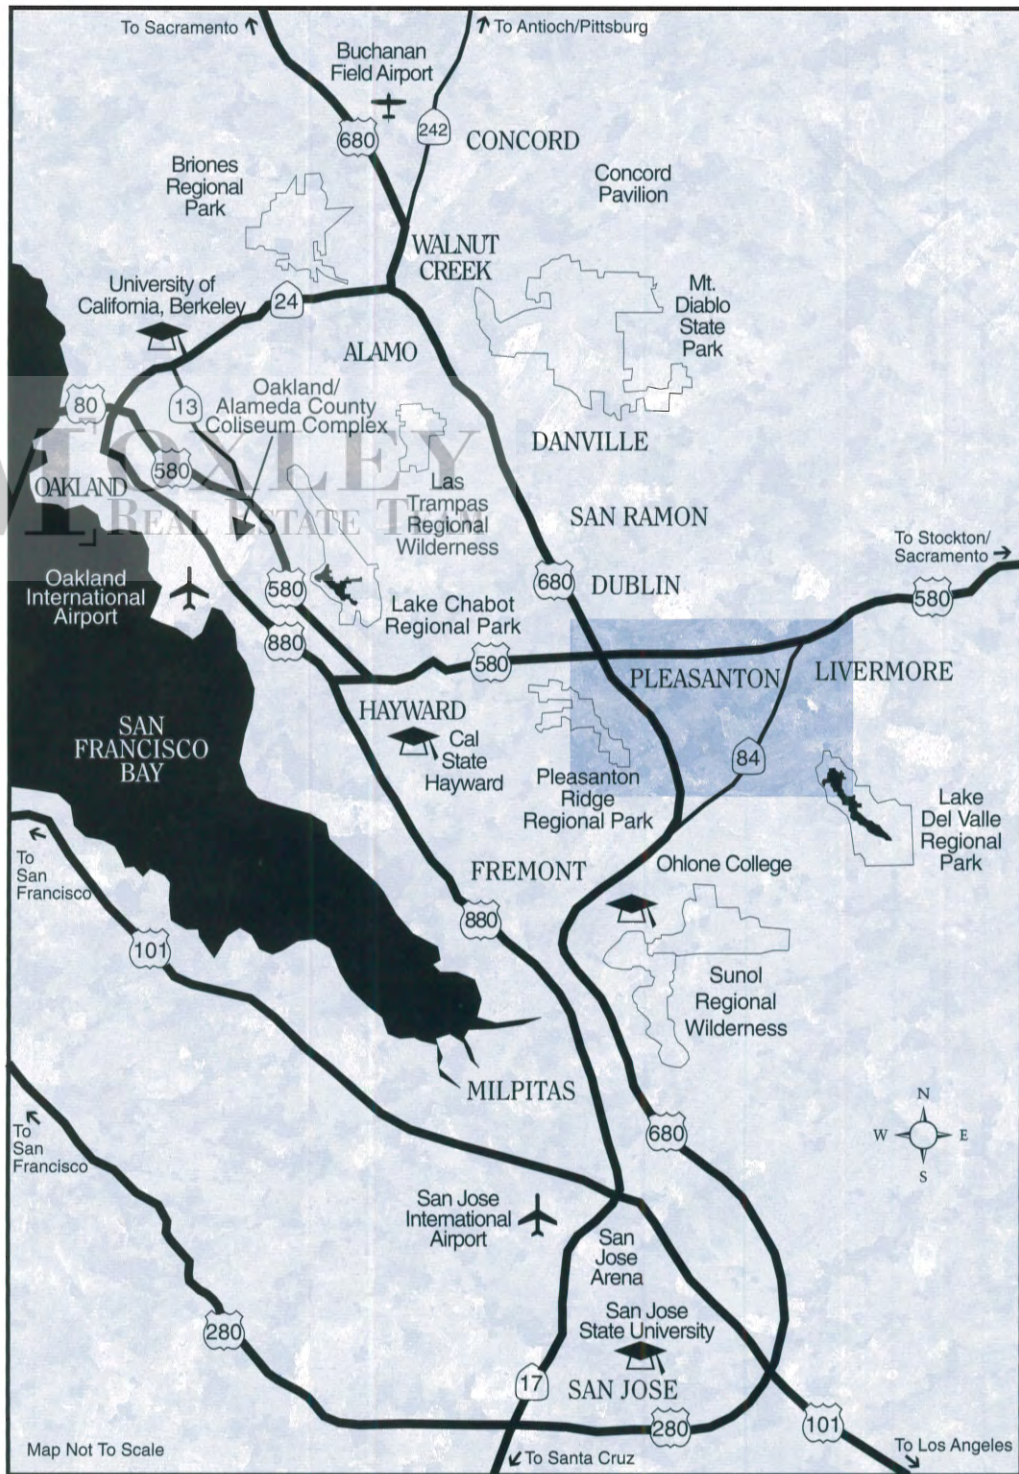 To Sacramento
To Antioch/Pittsburg
Buchanan
Field Airport
680
242
CONCORD
Briones
Regional
Park
Concord
Pavilion
WALNUT
CREEK
University of
California, Berkeley
24
Mt.
Diablo
State
Park
ALAMO
80
13
Oakland/
Alameda County
Coliseum Complex
DANVILLE
580
OAKLAND
MOXLEY
REAL ESTATE TEAM
Las
Trampas
Regional
Wilderness
SAN RAMON
To Stockton/
Sacramento
Oakland
International
Airport
580
680
DUBLIN
580
Lake Chabot
Regional Park
880
580
PLEASANTON
LIVERMORE
HAYWARD
SAN
FRANCISCO
BAY
Cal
State
Hayward
84
Pleasanton
Ridge
Regional Park
Lake
Del Valle
Regional
Park
To
San
Francisco
FREMONT
Ohlone College
880
101
Sunol
Regional
Wilderness
MILPITAS
N
W
E
S
To
San
Francisco
680
San Jose
International
Airport
San
Jose
Arena
280
San Jose
State University
17
SAN JOSE
280
101
Map Not To Scale
To Santa Cruz
To Los Angeles